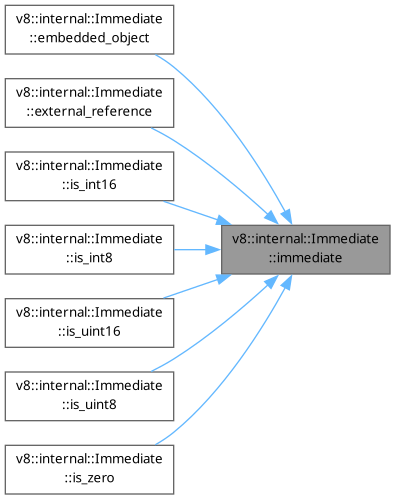 v8::internal::Immediate
::embedded_object
v8::internal::Immediate
::external_reference
v8::internal::Immediate
::is_int16
v8::internal::Immediate
::is_int8
v8::internal::Immediate
::immediate
v8::internal::Immediate
::is_uint16
v8::internal::Immediate
::is_uint8
v8::internal::Immediate
::is_zero